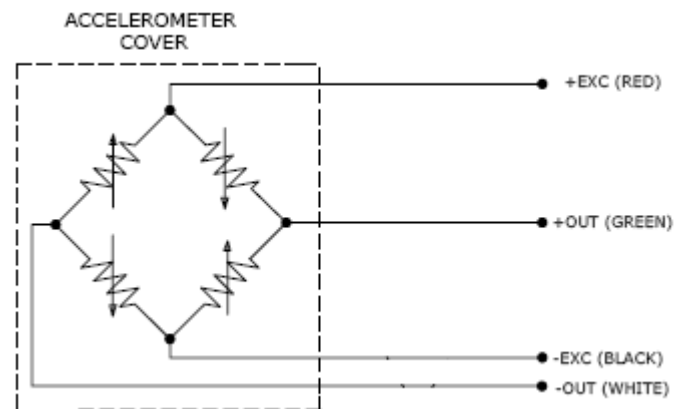 ACCELEROMETER
COVER
+EXC (RED)
+OUT (GREEN)
-EXC (BLACK)
-OUT (WHITE)